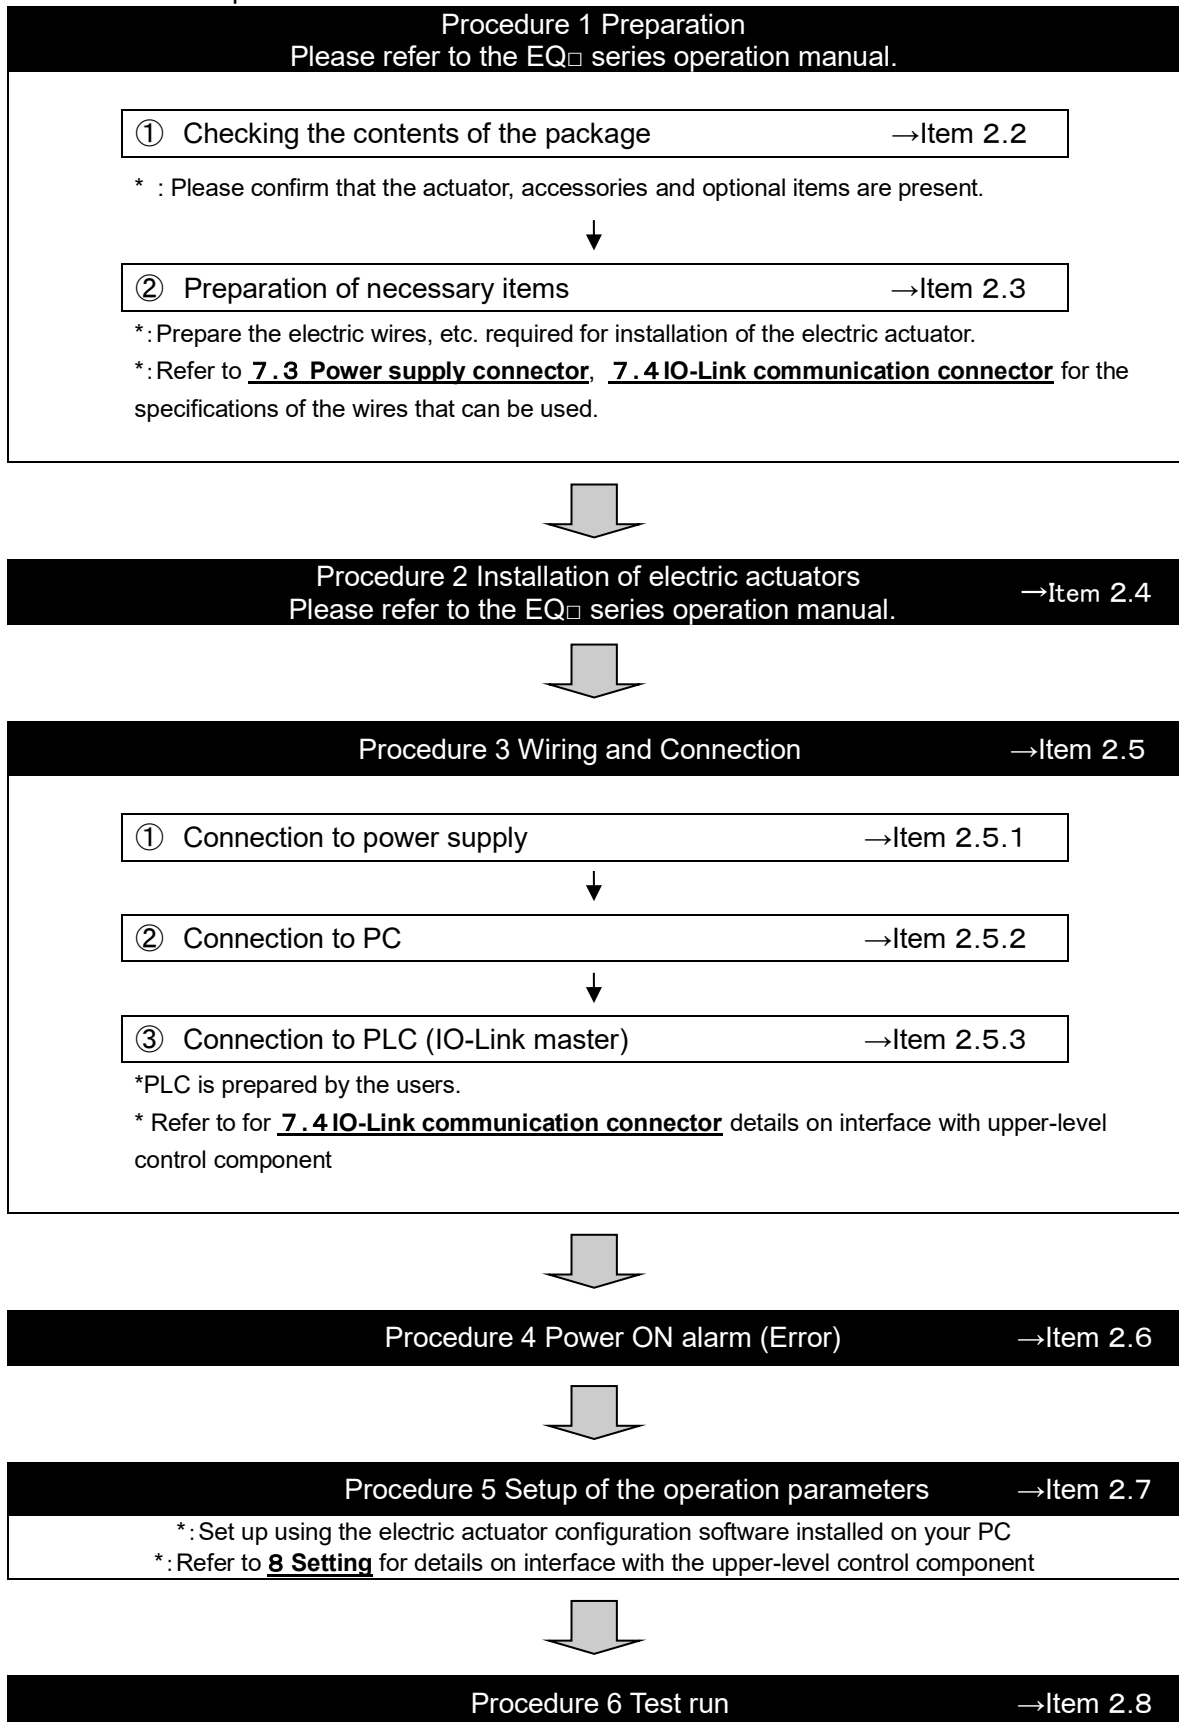 Procedure 1 Preparation
Please refer to the EQ□ series operation manual.
① Checking the contents of the package →Item 2.2
* : Please confirm that the actuator, accessories and optional items are present.
② Preparation of necessary items →Item 2.3
*:Prepare the electric wires, etc. required for installation of the electric actuator.
*:Refer to 7.3 Power supply connector, 7.4 IO-Link communication connector for the
specifications of the wires that can be used.
Procedure 2 Installation of electric actuators →Item 2.4
Please refer to the EQ□ series operation manual.
Procedure 3 Wiring and Connection →Item 2.5
① Connection to power supply →Item 2.5.1
② Connection to PC →Item 2.5.2
③ Connection to PLC (IO-Link master) →Item 2.5.3
*PLC is prepared by the users.
* Refer to for 7.4 IO-Link communication connector details on interface with upper-level
control component
Procedure 4 Power ON alarm (Error) →Item 2.6
Procedure 5 Setup of the operation parameters →Item 2.7
*:Set up using the electric actuator configuration software installed on your PC
*:Refer to 8 Setting for details on interface with the upper-level control component
Procedure 6 Test run →Item 2.8